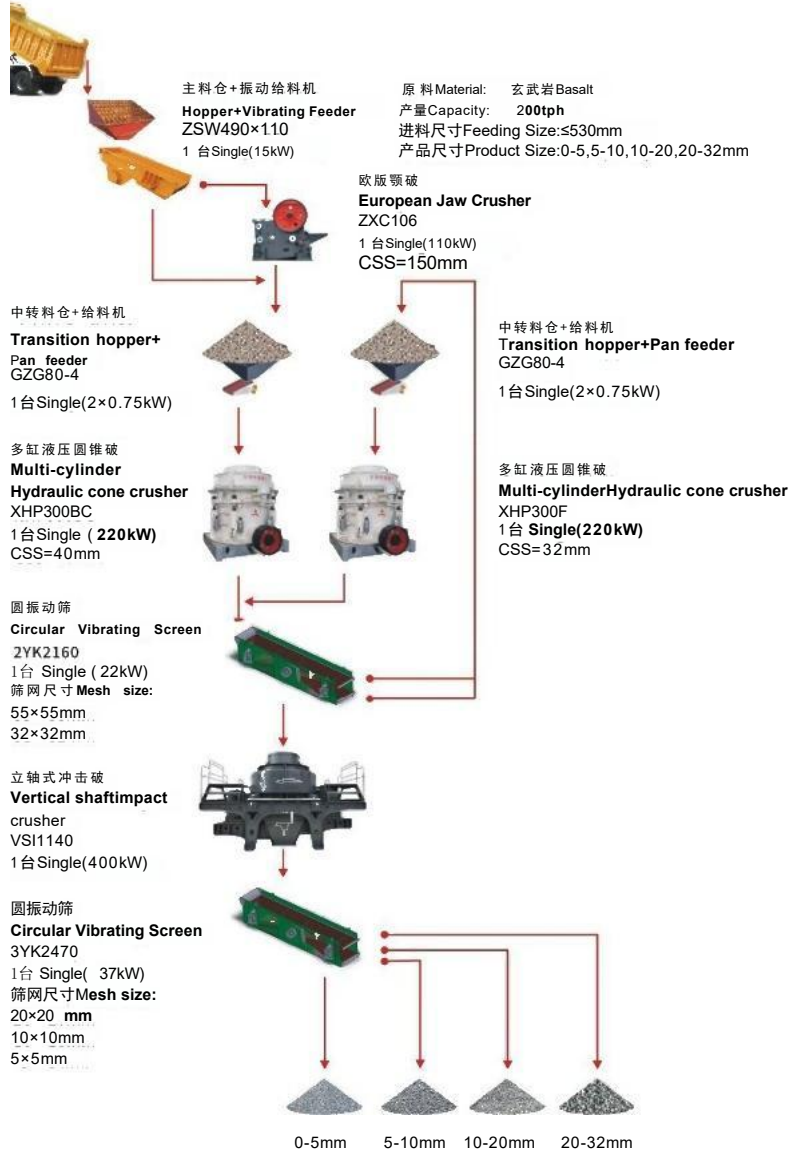 主料仓+振动给料机
Hopper+Vibrating Feeder
ZSW490×110
1 台Single(15kW)
原 料Material: 玄武岩Basalt
产量Capacity: 200tph
进料尺寸Feeding Size:≤530mm
产品尺寸Product Size:0-5,5-10,10-20,20-32mm
欧版颚破
European Jaw Crusher
ZXC106
1 台Single(110kW)
CSS=150mm
中转料仓+给料机
Transition hopper+
Pan feeder
GZG80-4
1台Single(2×0.75kW)
中转料仓+给料机
Transition hopper+Pan feeder
GZG80-4
1台Single(2×0.75kW)
多缸液压圆锥破
Multi-cylinder
Hydraulic cone crusher
XHP300BC
1台Single ( 220kW)
CSS=40mm
多缸液压圆锥破
Multi-cylinderHydraulic cone crusher
XHP300F
1台 Single(220kW)
CSS=32mm
圆振动筛
Circular Vibrating Screen
2YK2160
1台 Single ( 22kW)
筛网尺寸Mesh size:
55×55mm
32×32mm
立轴式冲击破
Vertical shaftimpact
crusher
VSI1140
1台Single(400kW)
圆振动筛
Circular Vibrating Screen
3YK2470
1台 Single( 37kW)
筛网尺寸Mesh size:
20×20 mm
10×10mm
5×5mm
0-5mm 5-10mm 10-20mm 20-32mm